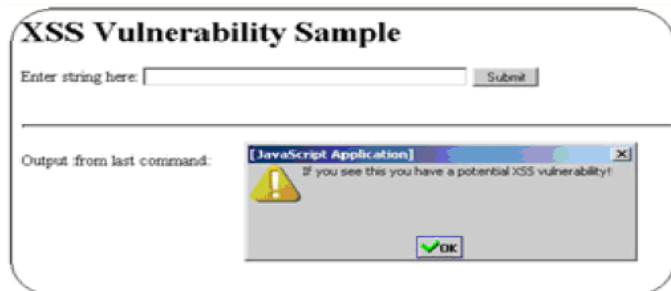 XSS Vulnerability Sample
Enter string here: Submit
Output from last command:
[JavaScript Application]
If you see this you have a potential XSS vulnerability!
OK